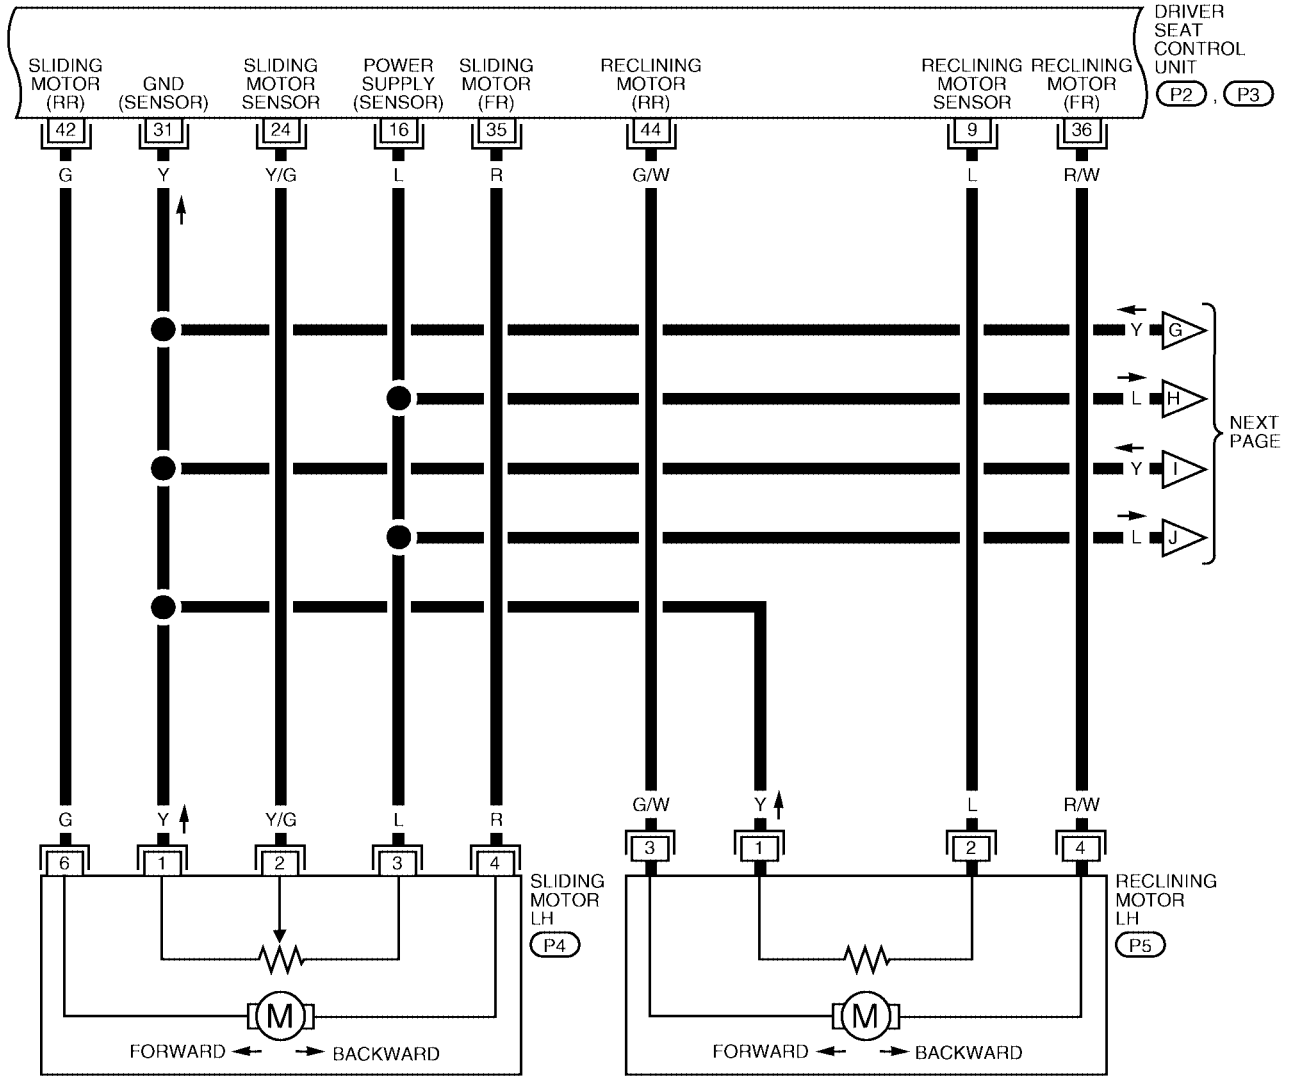 DRIVER
SEAT
CONTROL
UNIT
P2 , P3
SLIDING
MOTOR
(RR)
GND
(SENSOR)
SLIDING
MOTOR
SENSOR
POWER
SUPPLY
(SENSOR)
SLIDING
MOTOR
(FR)
RECLINING
MOTOR
(RR)
RECLINING
MOTOR
SENSOR
RECLINING
MOTOR
(FR)
42 31 24 16 35 44 9 36
G Y Y/G L R G/W L R/W
Y G
L H
Y I
L J
NEXT
PAGE
G/W Y L R/W
G Y Y/G L R
3 1 2 4
6 1 2 3 4
SLIDING
MOTOR
LH
P4
RECLINING
MOTOR
LH
P5
M M
FORWARD BACKWARD
FORWARD BACKWARD